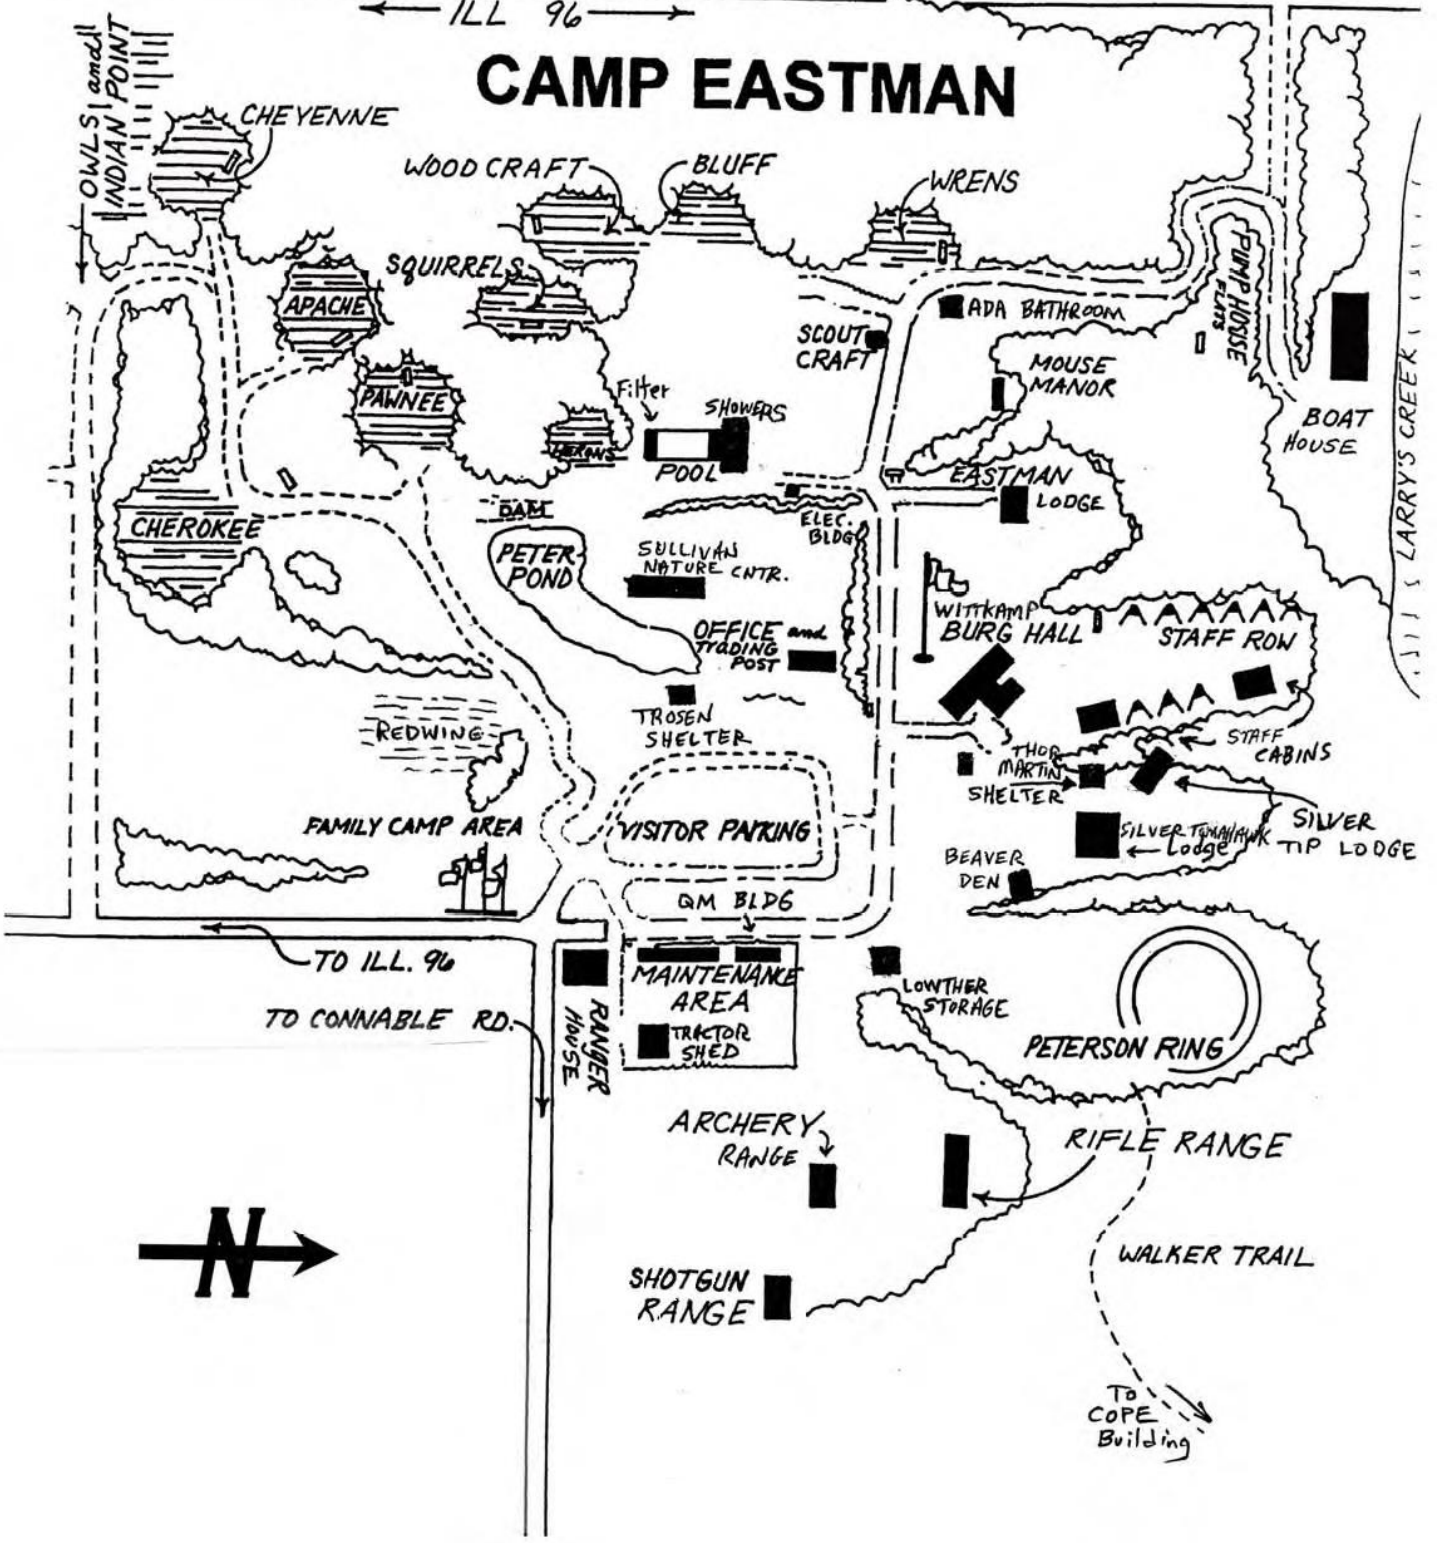 ILL 96
CAMP EASTMAN
OWLS and
INDIAN POINT
CHEYENNE
WOOD CRAFT
BLUFF
WRENS
SQUIRRELS
APACHE
PUMP HOSUSE
FLATS
ADA BATHROOM
SCOUT
CRAFT
MOUSE
MANOR
PAWNEE
Filter
SHOWERS
POOL
HERONS
BOAT
HOUSE
LARRY'S CREEK
EASTMAN
LODGE
CHEROKEE
DAM
ELEC.
BLDG
PETER
POND
SULLIVAN
NATURE CNTR.
WITTKAMP
BURG HALL
STAFF ROW
OFFICE and
TRADING
POST
TROSEN
SHELTER
REDWING
STAFF
CABINS
THOR
MARTIN
SHELTER
FAMILY CAMP AREA
VISITOR PARKING
SILVER TOMAHAWK
Lodge
SILVER
TIP LODGE
BEAVER
DEN
QM BLDG
TO ILL. 96
MAINTENANCE
AREA
LOWTHER
STORAGE
TO CONNABLE RD.
RANGER
HOUSE
TRACTOR
SHED
PETERSON RING
ARCHERY
RANGE
RIFLE RANGE
N
WALKER TRAIL
SHOTGUN
RANGE
TO
COPE
Building